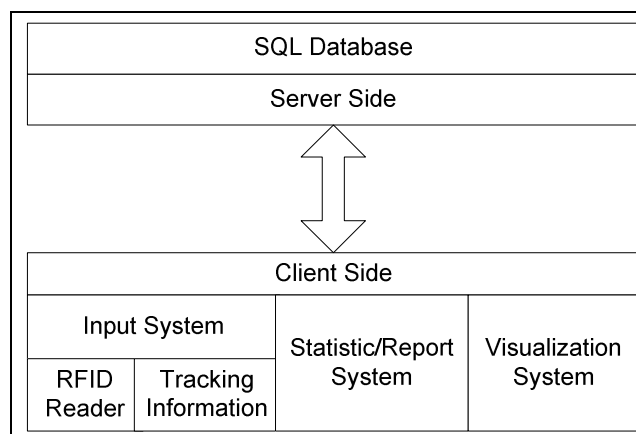 SQL Database
Server Side
Client Side
Input System
Statistic/Report
System
Visualization
System
RFID
Reader
Tracking
Information